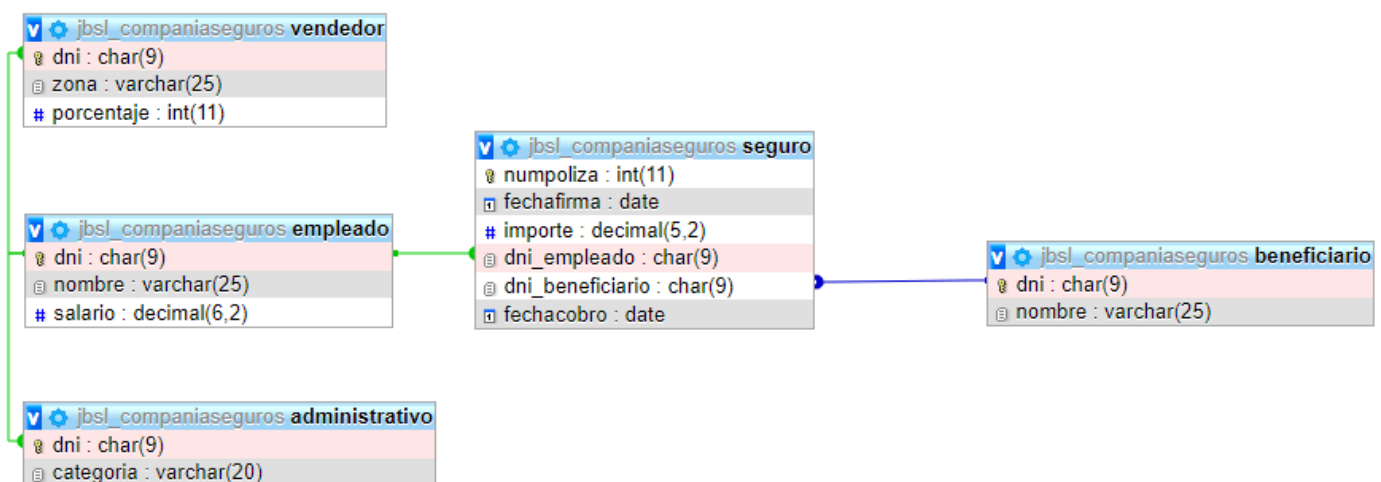 jbsl_companiaseguros vendedor
dni : char(9)
zona : varchar(25)
# porcentaje : int(11)
jbsl_companiaseguros empleado
dni : char(9)
nombre : varchar(25)
# salario : decimal(6,2)
jbsl_companiaseguros administrativo
dni : char(9)
categoria : varchar(20)
jbsl_companiaseguros seguro
numpoliza : int(11)
fechafirma : date
# importe : decimal(5,2)
dni_empleado : char(9)
dni_beneficiario : char(9)
fechacobro : date
jbsl_companiaseguros beneficiario
dni : char(9)
nombre : varchar(25)